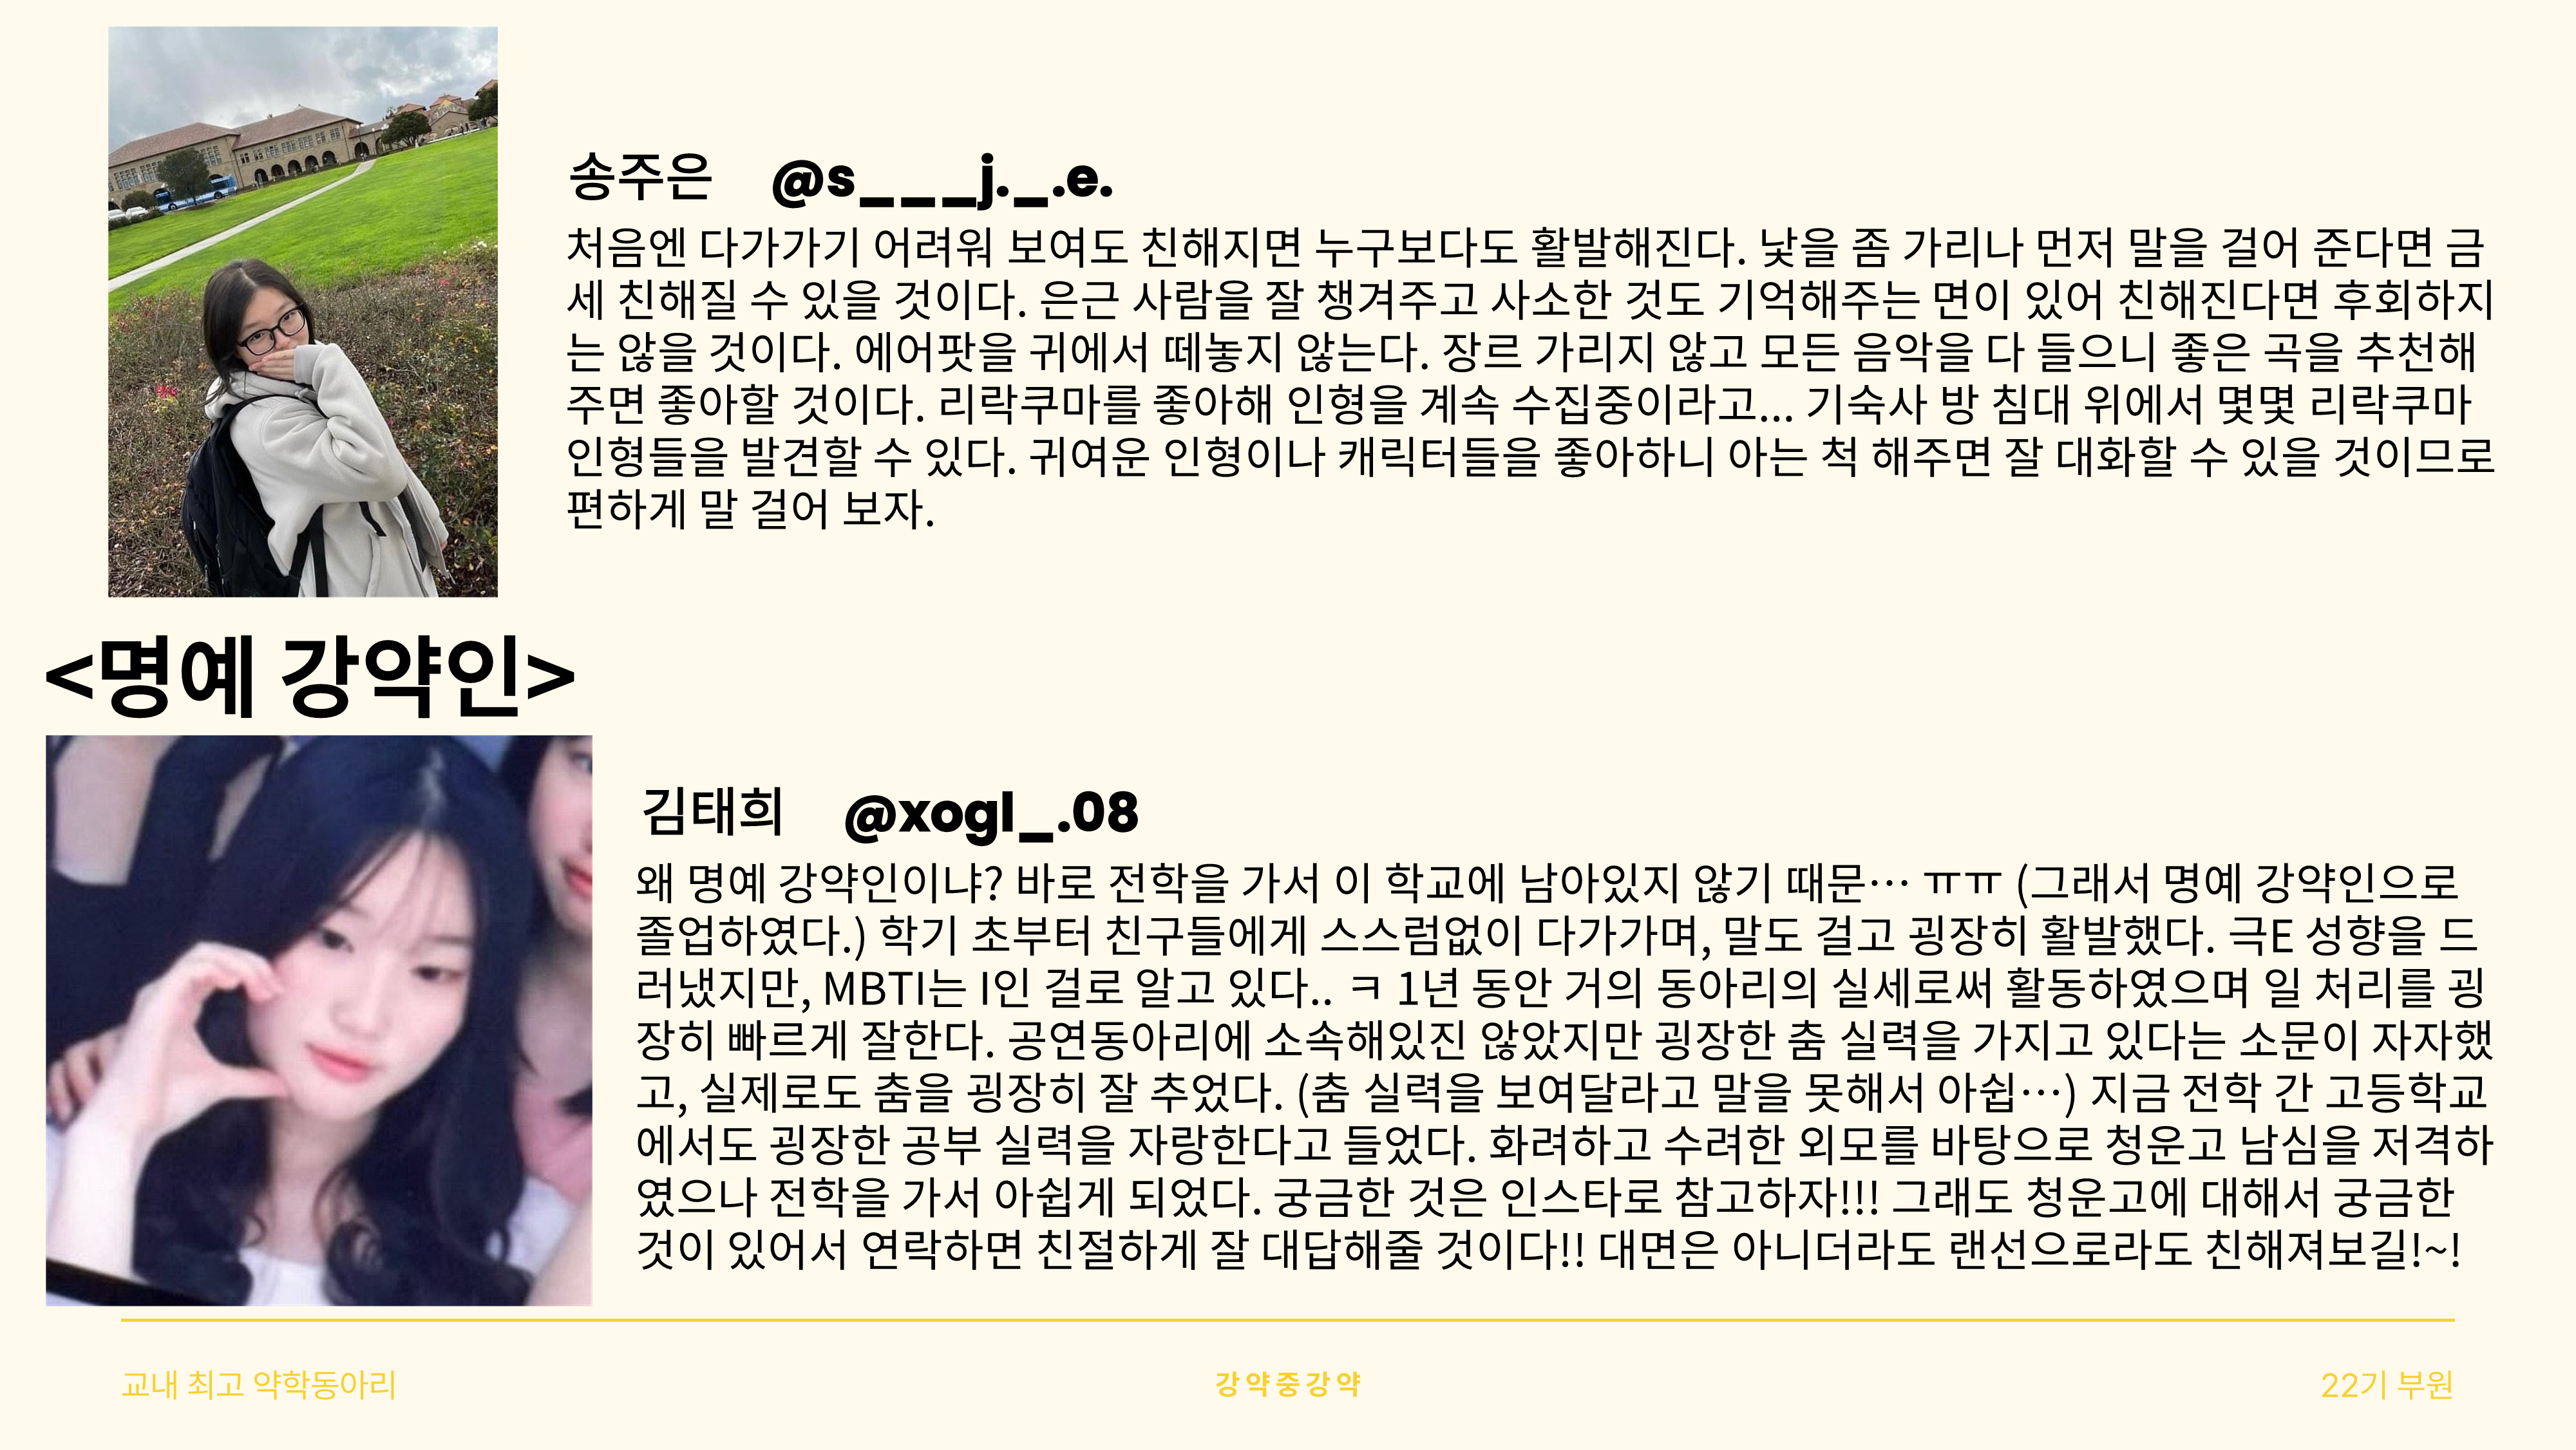 송주은 @s___j._.e.
처음엔 다가가기 어려워 보여도 친해지면 누구보다도 활발해진다. 낯을 좀 가리나 먼저 말을 걸어 준다면 금
세 친해질 수 있을 것이다. 은근 사람을 잘 챙겨주고 사소한 것도 기억해주는 면이 있어 친해진다면 후회하지
는 않을 것이다. 에어팟을 귀에서 떼놓지 않는다. 장르 가리지 않고 모든 음악을 다 들으니 좋은 곡을 추천해
주면 좋아할 것이다. 리락쿠마를 좋아해 인형을 계속 수집중이라고... 기숙사 방 침대 위에서 몇몇 리락쿠마
인형들을 발견할 수 있다. 귀여운 인형이나 캐릭터들을 좋아하니 아는 척 해주면 잘 대화할 수 있을 것이므로
편하게 말 걸어 보자.
<명예 강약인>
김태희 @xogl_.08
왜 명예 강약인이냐? 바로 전학을 가서 이 학교에 남아있지 않기 때문… ㅠㅠ (그래서 명예 강약인으로
졸업하였다.) 학기 초부터 친구들에게 스스럼없이 다가가며, 말도 걸고 굉장히 활발했다. 극E 성향을 드
러냈지만, MBTI는 I인 걸로 알고 있다.. ㅋ 1년 동안 거의 동아리의 실세로써 활동하였으며 일 처리를 굉
장히 빠르게 잘한다. 공연동아리에 소속해있진 않았지만 굉장한 춤 실력을 가지고 있다는 소문이 자자했
고, 실제로도 춤을 굉장히 잘 추었다. (춤 실력을 보여달라고 말을 못해서 아쉽…) 지금 전학 간 고등학교
에서도 굉장한 공부 실력을 자랑한다고 들었다. 화려하고 수려한 외모를 바탕으로 청운고 남심을 저격하
였으나 전학을 가서 아쉽게 되었다. 궁금한 것은 인스타로 참고하자!!! 그래도 청운고에 대해서 궁금한
것이 있어서 연락하면 친절하게 잘 대답해줄 것이다!! 대면은 아니더라도 랜선으로라도 친해져보길!~!
교내 최고 약학동아리
강약중강약
22기 부원